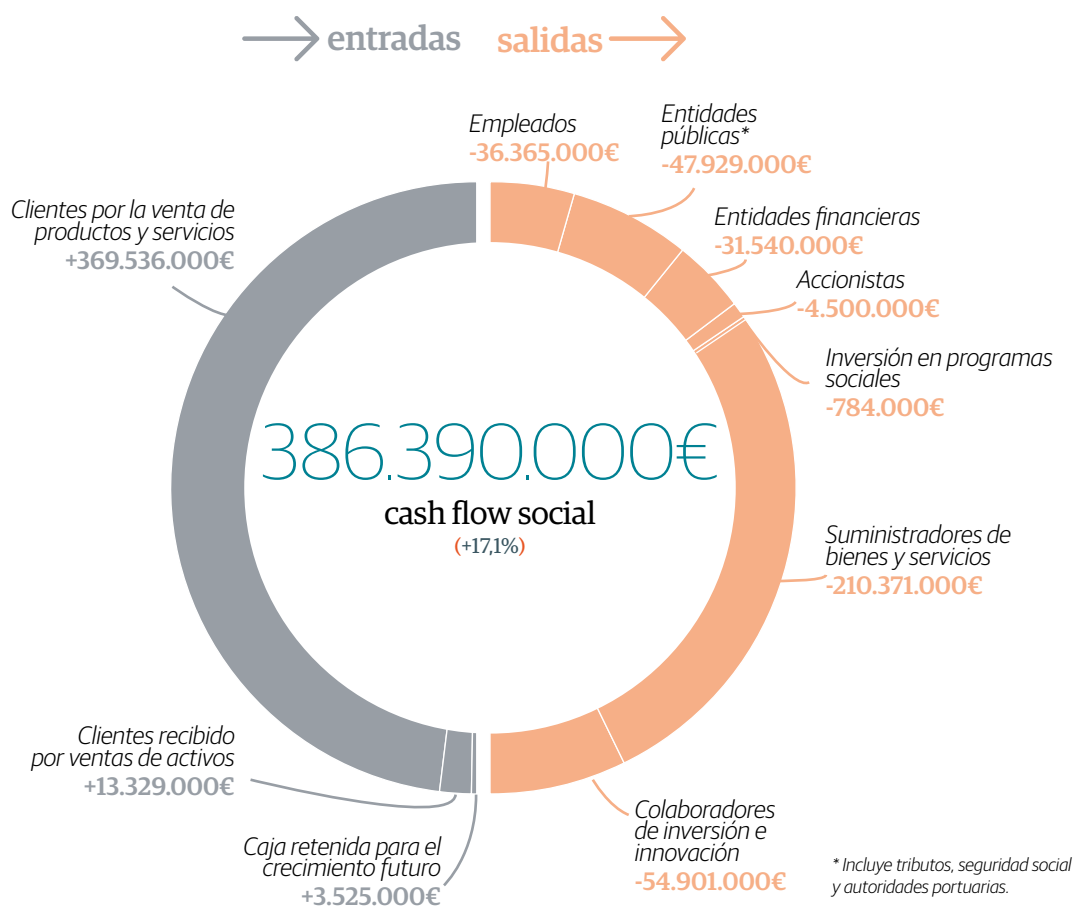 entradas
salidas
Empleados
-36.365.000€
Entidades
públicas*
-47.929.000€
Clientes por la venta de
productos y servicios
+369.536.000€
Entidades financieras
-31.540.000€
Accionistas
-4.500.000€
Inversión en programas
sociales
-784.000€
386.390.000€
cash flow social
(+17,1%)
Suministradores de
bienes y servicios
-210.371.000€
Clientes recibido
por ventas de activos
+13.329.000€
Caja retenida para el
crecimiento futuro
+3.525.000€
Colaboradores
de inversión e
innovación
-54.901.000€
* Incluye tributos, seguridad social
y autoridades portuarias.